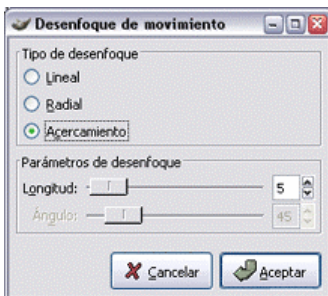 Desenfoque de movimiento
Tipo de desenfoque
Lineal
Radial
Acercamiento
Parámetros de desenfoque
Longitud: 5
Ángulo: 45
Cancelar Aceptar